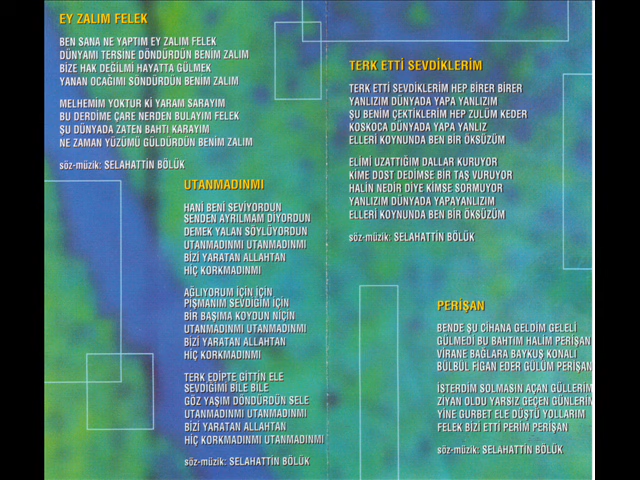 EY ZALIM FELEK
BEN SANA NE YAPTIM EY ZALIM FELEK
DÜNYAMI TERSİNE DÖNDÜRDÜN BENİM ZALIM
BİZE HAK DEĞİLMİ HAYATTA GÜLMEK
YANAN OCAĞIMI SÖNDÜRDÜN BENİM ZALIM
MELHEMİM YOKTUR Kİ YARAM SARAYIM
BU DERDİME ÇARE NERDEN BULAYIM FELEK
ŞU DÜNYADA ZATEN BAHTI KARAYIM
NE ZAMAN YÜZÜMÜ GÜLDÜRDÜN BENİM ZALIM
söz-müzik: SELAHATTİN BÖLÜK
UTANMADINMI
HANİ BENİ SEVİYORDUN
SENDEN AYRILMAM DİYORDUN
DEMEK YALAN SÖYLÜYORDUN
UTANMADINMI UTANMADINMI
BİZİ YARATAN ALLAHTAN
HİÇ KORKMADINMI
AĞLIYORUM İÇİN İÇİN
PİŞMANIM SEVDİĞİM İÇİN
BİR BAŞIMA KOYDUN NİÇİN
UTANMADINMI UTANMADINMI
BİZİ YARATAN ALLAHTAN
HİÇ KORKMADINMI
TERK EDİPTE GİTTİN ELE
SEVDİĞİMİ BİLE BİLE
GÖZ YAŞIM DÖNDÜRDÜN SELE
UTANMADINMI UTANMADINMI
BİZİ YARATAN ALLAHTAN
HİÇ KORKMADINMI UTANMADINMI
söz-müzik: SELAHATTİN BÖLÜK
TERK ETTİ SEVDİKLERİM
TERK ETTİ SEVDİKLERİM HEP BİRER BİRER
YANLIZIM DÜNYADA YAPA YANLIZIM
ŞU BENİM ÇEKTİKLERİM HEP ZULÜM KEDER
KOSKOCA DÜNYADA YAPA YANLIZ
ELLERİ KOYNUNDA BEN BİR ÖKSÜZÜM
ELİMİ UZATTIĞIM DALLAR KURUYOR
KİME DOST DEDİMSE BİR TAŞ VURUYOR
HALİN NEDİR DİYE KİMSE SORMUYOR
YANLIZIM DÜNYADA YAPAYANLIZIM
ELLERİ KOYNUNDA BEN BİR ÖKSÜZÜM
söz-müzik: SELAHATTİN BÖLÜK
PERİŞAN
BENDE ŞU CİHANA GELDİM GELELİ
GÜLMEDİ BU BAHTIM HALİM PERİŞAN
VİRANE BAĞLARA BAYKUŞ KONALI
BÜLBÜL FİGAN EDER GÜLÜM PERİŞAN
İSTERDİM SOLMASIN AÇAN GÜLLERİM
ZİYAN OLDU YARSIZ GEÇEN GÜNLERİM
YİNE GURBET ELE DÜŞTÜ YOLLARIM
FELEK BİZİ ETTİ PERİM PERİŞAN
söz-müzik: SELAHATTİN BÖLÜK